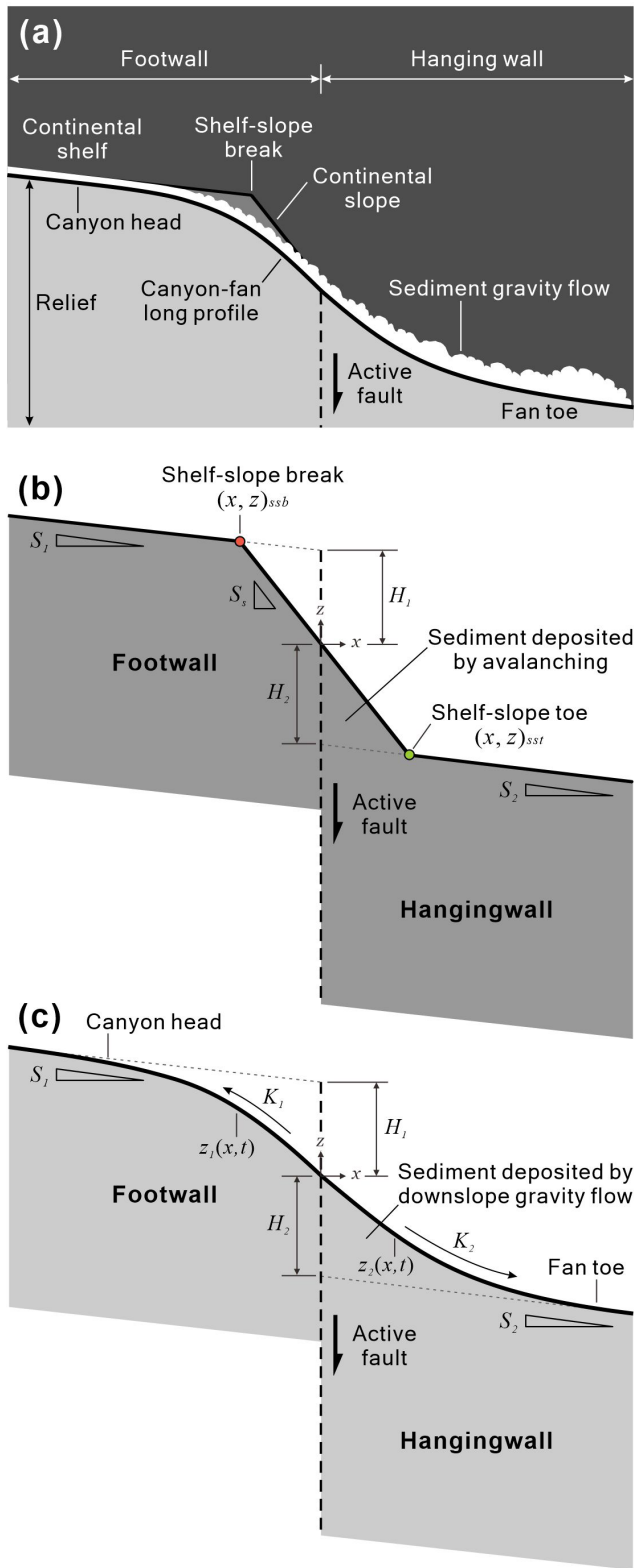 (a)
Footwall
Hanging wall
Continental
shelf
Shelf-slope
break
Continental
slope
Canyon head
Relief
Canyon-fan
long profile
Sediment gravity flow
Active
fault
Fan toe
(b)
Shelf-slope break
(x, z)ssb
S1
H1
Ss
z
x
Footwall
H2
Sediment deposited
by avalanching
Shelf-slope toe
(x, z)sst
Active
fault
S2
Hangingwall
(c)
Canyon head
S1
K1
H1
z1(x,t)
z
x
Footwall
H2
Sediment deposited by
downslope gravity flow
K2
z2(x,t)
Fan toe
S2
Active
fault
Hangingwall